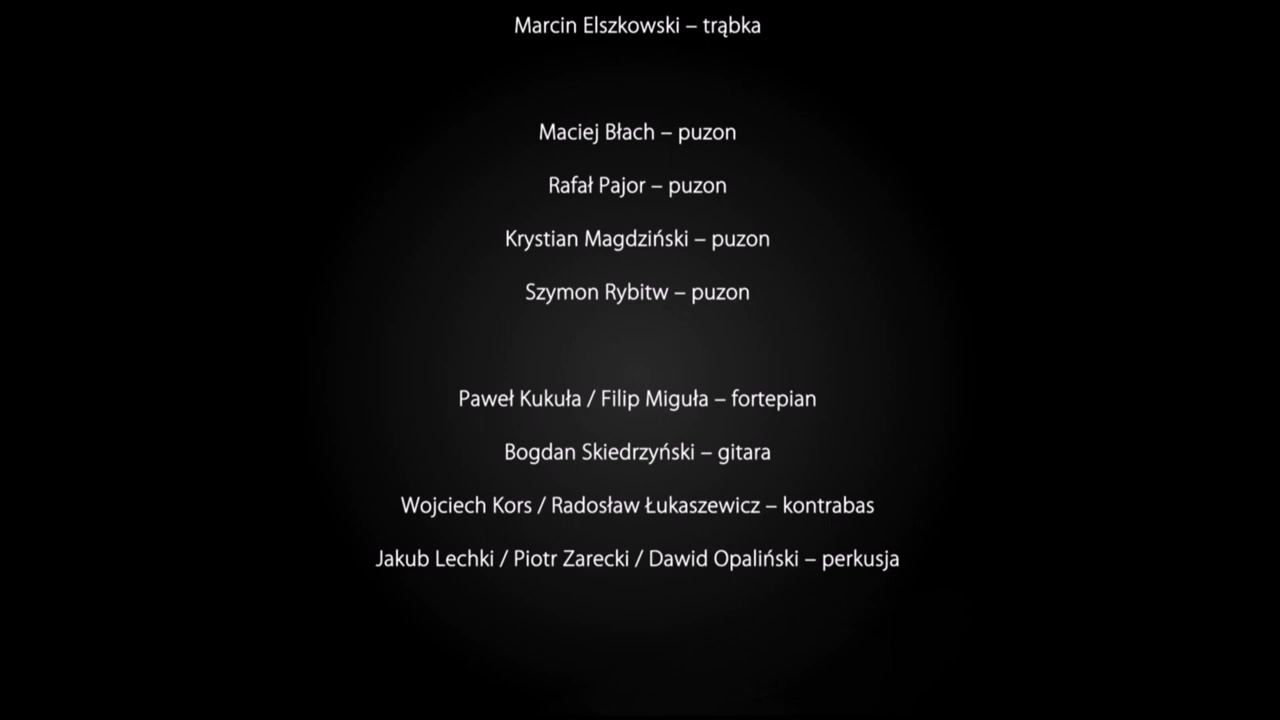 Marcin Elszkowski – trąbka
Maciej Błach – puzon
Rafał Pajor – puzon
Krystian Magdziński – puzon
Szymon Rybitw – puzon
Paweł Kukuła / Filip Miguła – fortepian
Bogdan Skiedrzyński – gitara
Wojciech Kors / Radosław Łukaszewicz – kontrabas
Jakub Lechki / Piotr Zarecki / Dawid Opaliński – perkusja